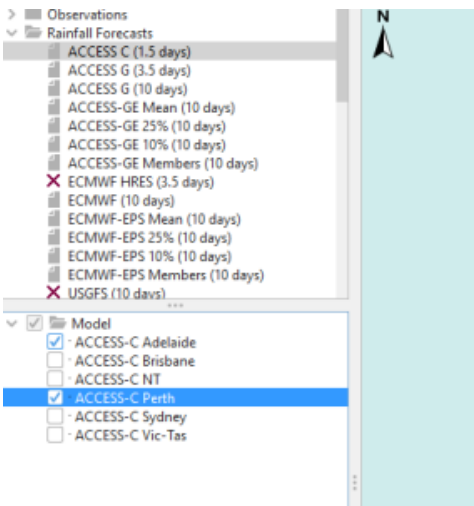 Observations
Rainfall Forecasts
ACCESS C (1.5 days)
ACCESS G (3.5 days)
ACCESS G (10 days)
ACCESS-GE Mean (10 days)
ACCESS-GE 25% (10 days)
ACCESS-GE 10% (10 days)
ACCESS-GE Members (10 days)
ECMWF HRES (3.5 days)
ECMWF (10 days)
ECMWF-EPS Mean (10 days)
ECMWF-EPS 25% (10 days)
ECMWF-EPS 10% (10 days)
ECMWF-EPS Members (10 days)
USGFS (10 days)
Model
ACCESS-C Adelaide
ACCESS-C Brisbane
ACCESS-C NT
ACCESS-C Perth
ACCESS-C Sydney
ACCESS-C Vic-Tas
N